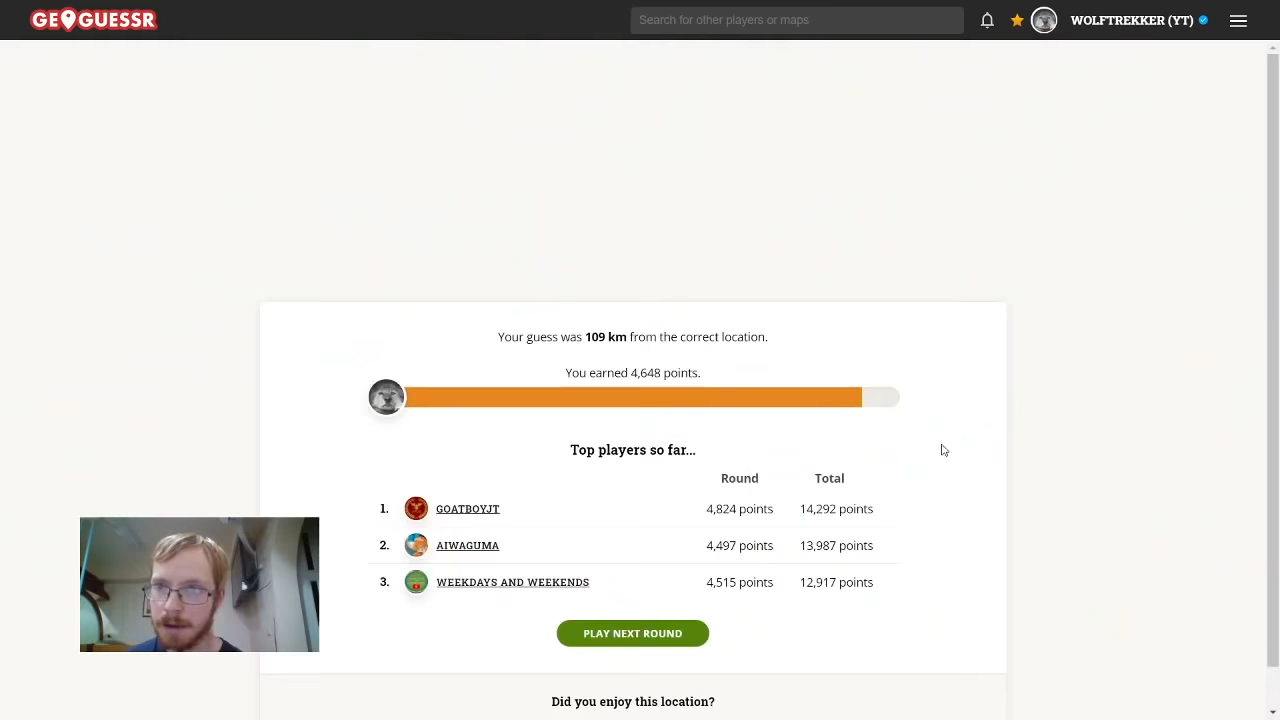 GEOGUESSR
Search for other players or maps
WOLFTREKKER (YT)
Your guess was 109 km from the correct location.
You earned 4,648 points.
Top players so far...
Round Total
1. GOATBOYJT 4,824 points 14,292 points
2. AIWAGUMA 4,497 points 13,987 points
3. WEEKDAYS AND WEEKENDS 4,515 points 12,917 points
PLAY NEXT ROUND
Did you enjoy this location?